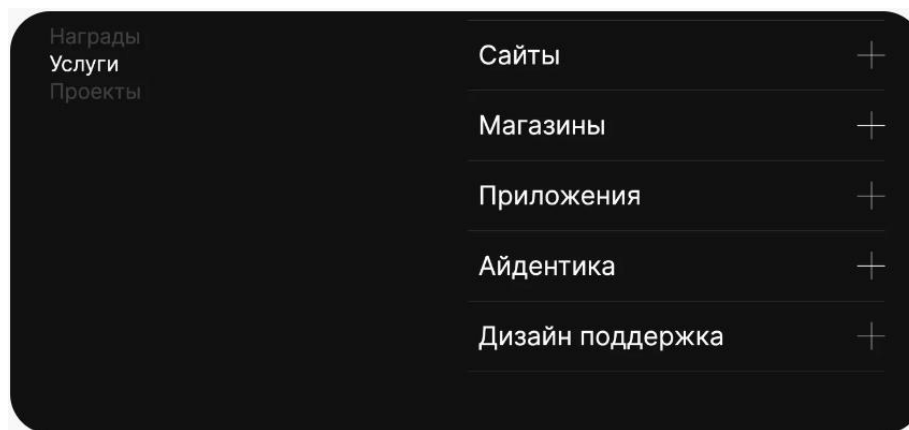 Награды
Услуги
Проекты
Сайты
Магазины
Приложения
Айдентика
Дизайн поддержка